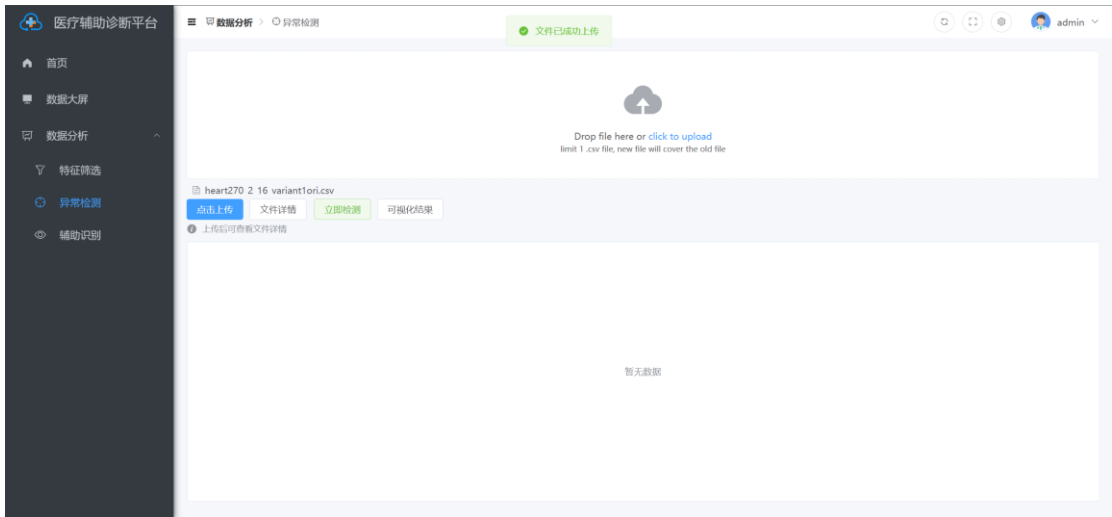 医疗辅助诊断平台
数据分析 > 异常检测
文件已成功上传
admin
首页
数据大屏
数据分析
特征筛选
异常检测
辅助识别
Drop file here or click to upload
limit 1 .csv file, new file will cover the old file
heart270 2 16 variant1ori.csv
点击上传 文件详情 立即检测 可视化结果
上传后可查看文件详情
暂无数据